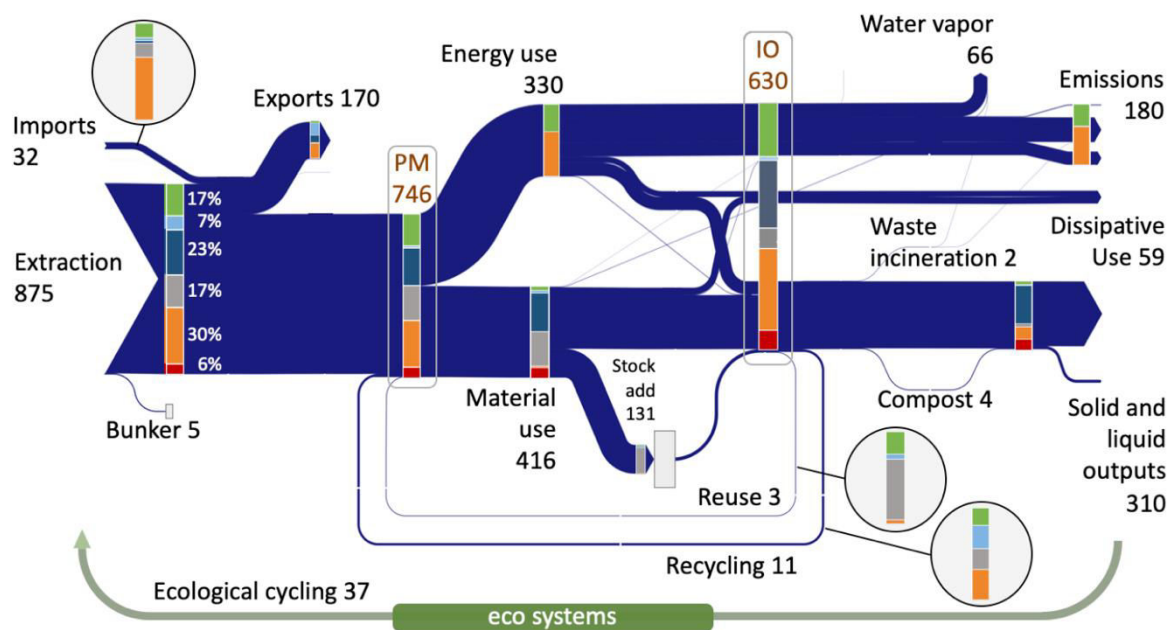 Imports
32
Exports 170
Energy use
330
IO
630
Water vapor
66
Emissions
180
PM
746
17%
7%
23%
17%
30%
6%
Extraction
875
Waste
incineration 2
Dissipative
Use 59
Bunker 5
Material
use
416
Stock
add
131
Compost 4
Solid and
liquid
outputs
310
Reuse 3
Recycling 11
Ecological cycling 37
eco systems